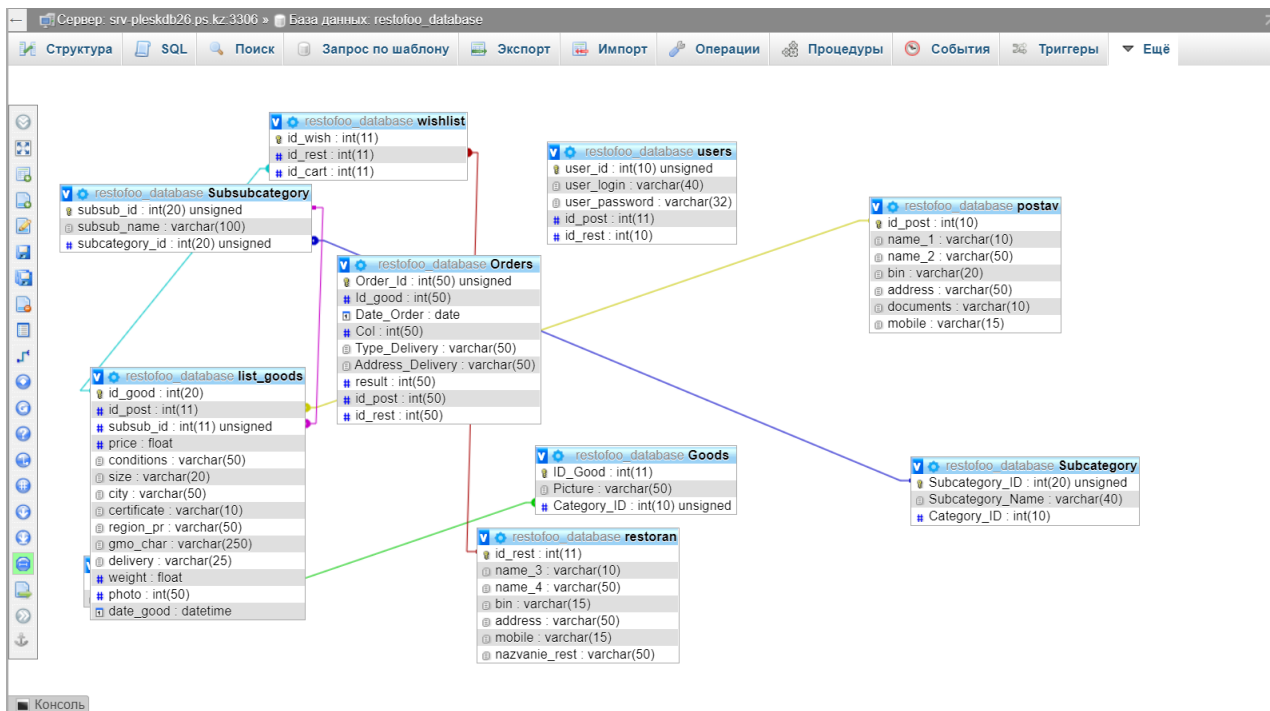 Сервер: srv-pleskdb26.ps.kz:3306 » База данных: restofoo_database
Структура SQL Поиск Запрос по шаблону Экспорт Импорт Операции Процедуры События Триггеры Ещё
restofoo_database wishlist
id_wish : int(11)
id_rest : int(11)
id_cart : int(11)
restofoo_database users
user_id : int(10) unsigned
user_login : varchar(40)
user_password : varchar(32)
id_post : int(11)
id_rest : int(10)
restofoo_database Subsubcategory
subsub_id : int(20) unsigned
subsub_name : varchar(100)
subcategory_id : int(20) unsigned
restofoo_database postav
id_post : int(10)
name_1 : varchar(10)
name_2 : varchar(50)
bin : varchar(20)
address : varchar(50)
documents : varchar(10)
mobile : varchar(15)
restofoo_database Orders
Order_Id : int(50) unsigned
Id_good : int(50)
Date_Order : date
Col : int(50)
Type_Delivery : varchar(50)
Address_Delivery : varchar(50)
result : int(50)
id_post : int(50)
id_rest : int(50)
restofoo_database list_goods
id_good : int(20)
id_post : int(11)
subsub_id : int(11) unsigned
price : float
conditions : varchar(50)
size : varchar(20)
city : varchar(50)
certificate : varchar(10)
region_pr : varchar(50)
gmo_char : varchar(250)
delivery : varchar(25)
weight : float
photo : int(50)
date_good : datetime
restofoo_database Goods
ID_Good : int(11)
Picture : varchar(50)
Category_ID : int(10) unsigned
restofoo_database Subcategory
Subcategory_ID : int(20) unsigned
Subcategory_Name : varchar(40)
Category_ID : int(10)
restofoo_database restoran
id_rest : int(11)
name_3 : varchar(10)
name_4 : varchar(50)
bin : varchar(15)
address : varchar(50)
mobile : varchar(15)
nazvanie_rest : varchar(50)
Консоль